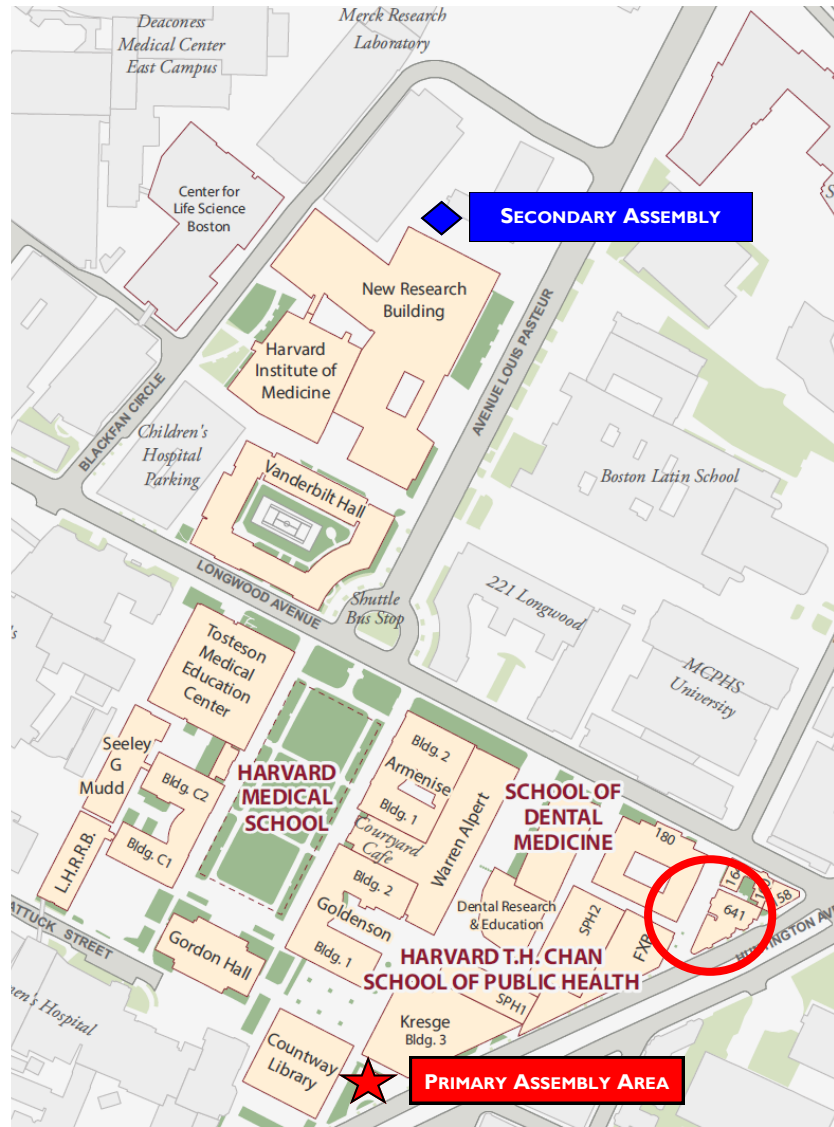 Deaconess
Medical Center
East Campus
Merck Research
Laboratory
Center for
Life Science
Boston
SECONDARY ASSEMBLY
New Research
Building
Harvard
Institute of
Medicine
AVENUE LOUIS PASTEUR
BLACKFAN CIRCLE
Children's
Hospital
Parking
Vanderbilt Hall
Boston Latin School
LONGWOOD AVENUE
Shuttle
Bus Stop
221 Longwood
Tosteson
Medical
Education
Center
MCPHS
University
Seeley
G
Mudd
Bldg. C2
Bldg. C1
L.H.R.R.B.
HARVARD
MEDICAL
SCHOOL
Bldg. 2
Armenise
Bldg. 1
Courtyard
Cafe
Warren Alpert
SCHOOL OF
DENTAL
MEDICINE
180
158
641
Bldg. 2
Goldenson
Bldg. 1
Dental Research
& Education
SPH2
FXB
HUNTINGTON AV
ATTUCK STREET
Gordon Hall
HARVARD T.H. CHAN
SCHOOL OF PUBLIC HEALTH
SPH1
Kresge
Bldg. 3
en's Hospital
Countway
Library
PRIMARY ASSEMBLY AREA